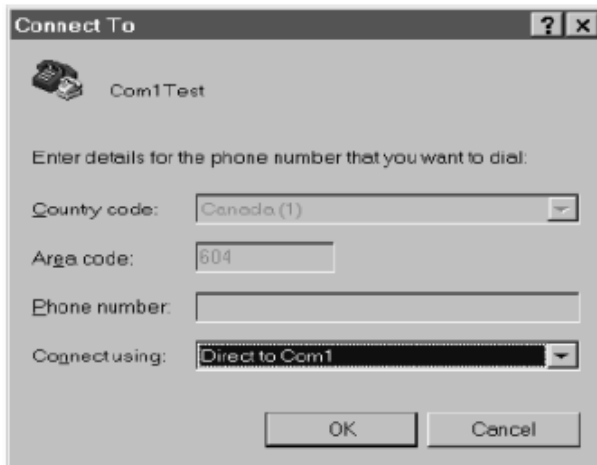 Connect To
Com1Test
Enter details for the phone number that you want to dial:
Country code: Canada (1)
Area code: 604
Phone number:
Connect using: Direct to Com1
OK Cancel